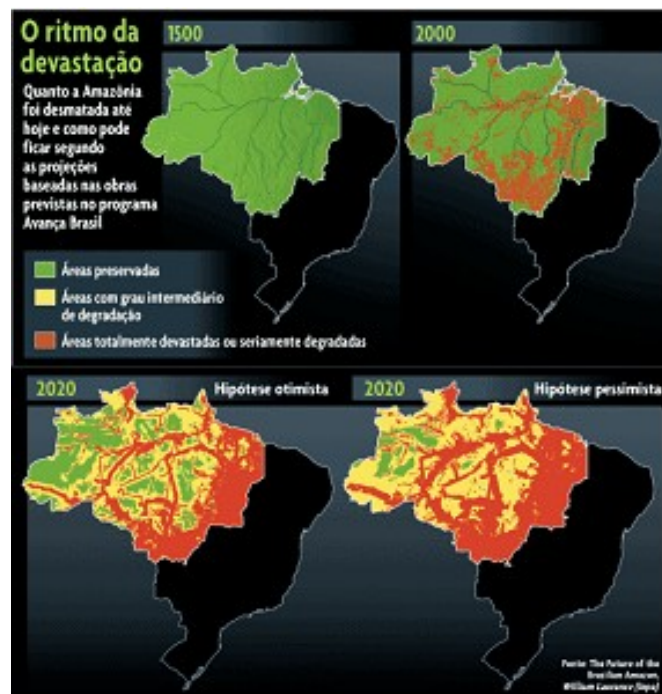 O ritmo da
devastação
Quanto a Amazônia
foi desmatada até
hoje e como pode
ficar segundo
as projeções
baseadas nas obras
previstas no programa
Avança Brasil
1500
2000
Áreas preservadas
Áreas com grau intermediário
de degradação
Áreas totalmente devastadas ou seriamente degradadas
2020
Hipótese otimista
2020
Hipótese pessimista
Fonte: The Future of the
Brazilian Amazon,
William Laurance